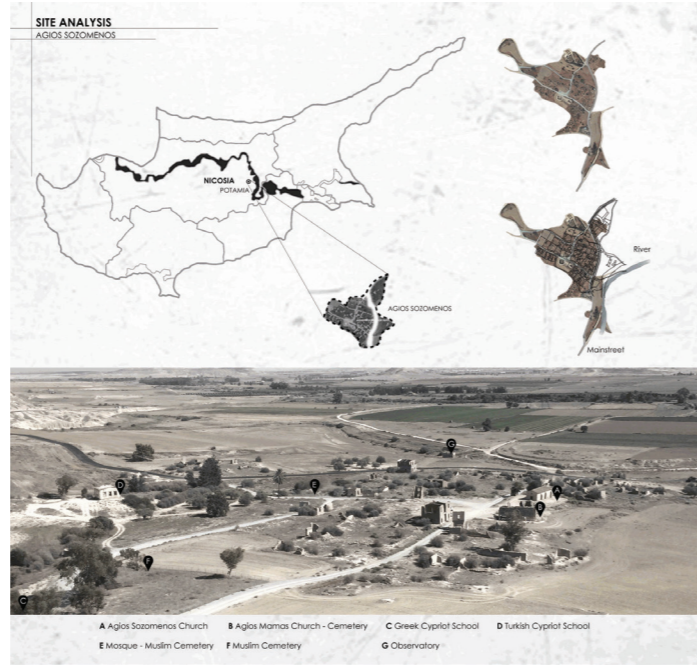 SITE ANALYSIS
AGIOS SOZOMENOS
NICOSIA
POTAMIA
AGIOS SOZOMENOS
River
Mainstreet
G
D
E
A
B
F
C
A Agios Sozomenos Church B Agios Mamas Church - Cemetery C Greek Cypriot School D Turkish Cypriot School
E Mosque - Muslim Cemetery F Muslim Cemetery G Observatory